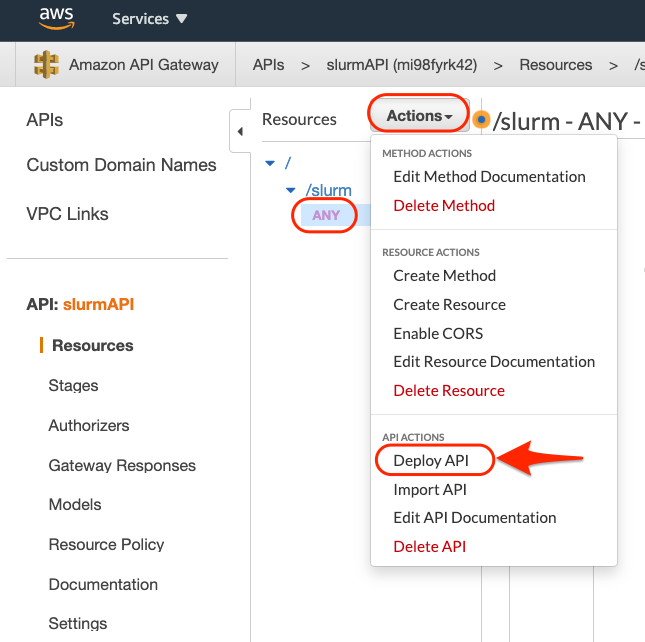 aws
Services
Amazon API Gateway
APIs > slurmAPI (mi98fyrk42) > Resources > /s
APIs
Custom Domain Names
VPC Links
API: slurmAPI
Resources
Stages
Authorizers
Gateway Responses
Models
Resource Policy
Documentation
Settings
Resources
Actions
/slurm - ANY -
/
/slurm
ANY
METHOD ACTIONS
Edit Method Documentation
Delete Method
RESOURCE ACTIONS
Create Method
Create Resource
Enable CORS
Edit Resource Documentation
Delete Resource
API ACTIONS
Deploy API
Import API
Edit API Documentation
Delete API